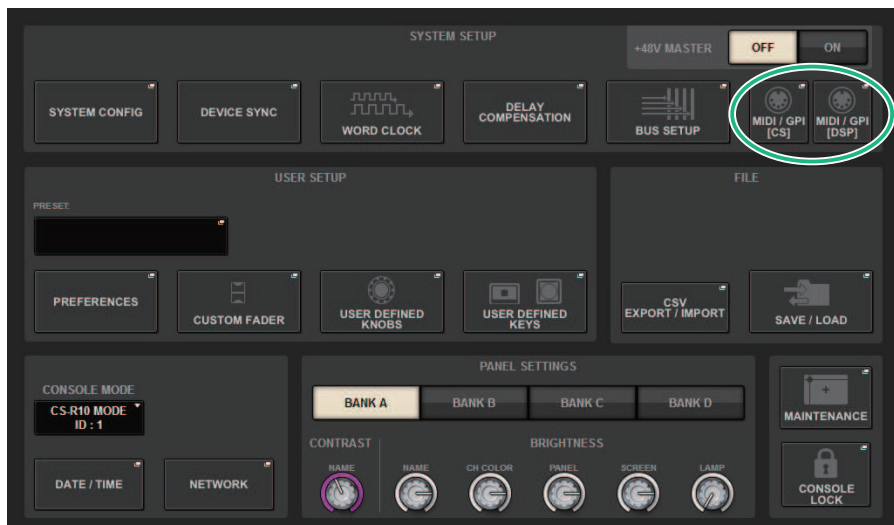 SYSTEM SETUP
+48V MASTER
OFF
ON
SYSTEM CONFIG
DEVICE SYNC
WORD CLOCK
DELAY
COMPENSATION
BUS SETUP
MIDI / GPI
[CS]
MIDI / GPI
[DSP]
USER SETUP
PRESET
PREFERENCES
CUSTOM FADER
USER DEFINED
KNOBS
USER DEFINED
KEYS
FILE
CSV
EXPORT / IMPORT
SAVE / LOAD
CONSOLE MODE
CS-R10 MODE
ID : 1
DATE / TIME
NETWORK
PANEL SETTINGS
BANK A
BANK B
BANK C
BANK D
CONTRAST
BRIGHTNESS
NAME
NAME
CH COLOR
PANEL
SCREEN
LAMP
MAINTENANCE
CONSOLE
LOCK